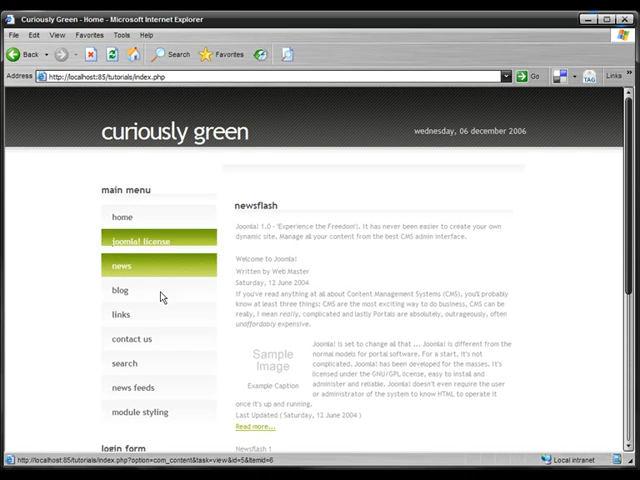 Curiously Green - Home - Microsoft Internet Explorer
File Edit View Favorites Tools Help
Back Search Favorites
Address http://localhost:85/tutorials/index.php Go TAG Links »
curiously green
wednesday, 06 december 2006
main menu
home
joomla! license
news
blog
links
contact us
search
news feeds
module styling
login form
newsflash
Joomla! 1.0 - 'Experience the Freedom!'. It has never been easier to create your own
dynamic site. Manage all your content from the best CMS admin interface.
Welcome to Joomla!
Written by Web Master
Saturday, 12 June 2004
If you've read anything at all about Content Management Systems (CMS), you'll probably
know at least three things: CMS are the most exciting way to do business, CMS can be
really, I mean really, complicated and lastly Portals are absolutely, outrageously, often
unaffordably expensive.
Sample
Image
Example Caption
Joomla! is set to change all that ... Joomla! is different from the
normal models for portal software. For a start, it's not
complicated. Joomla! has been developed for the masses. It's
licensed under the GNU/GPL license, easy to install and
administer and reliable. Joomla! doesn't even require the user
or administrator of the system to know HTML to operate it
once it's up and running.
Last Updated ( Saturday, 12 June 2004 )
Read more...
Newsflash 1
http://localhost:85/tutorials/index.php?option=com_content&task=view&id=5&Itemid=6
Local intranet